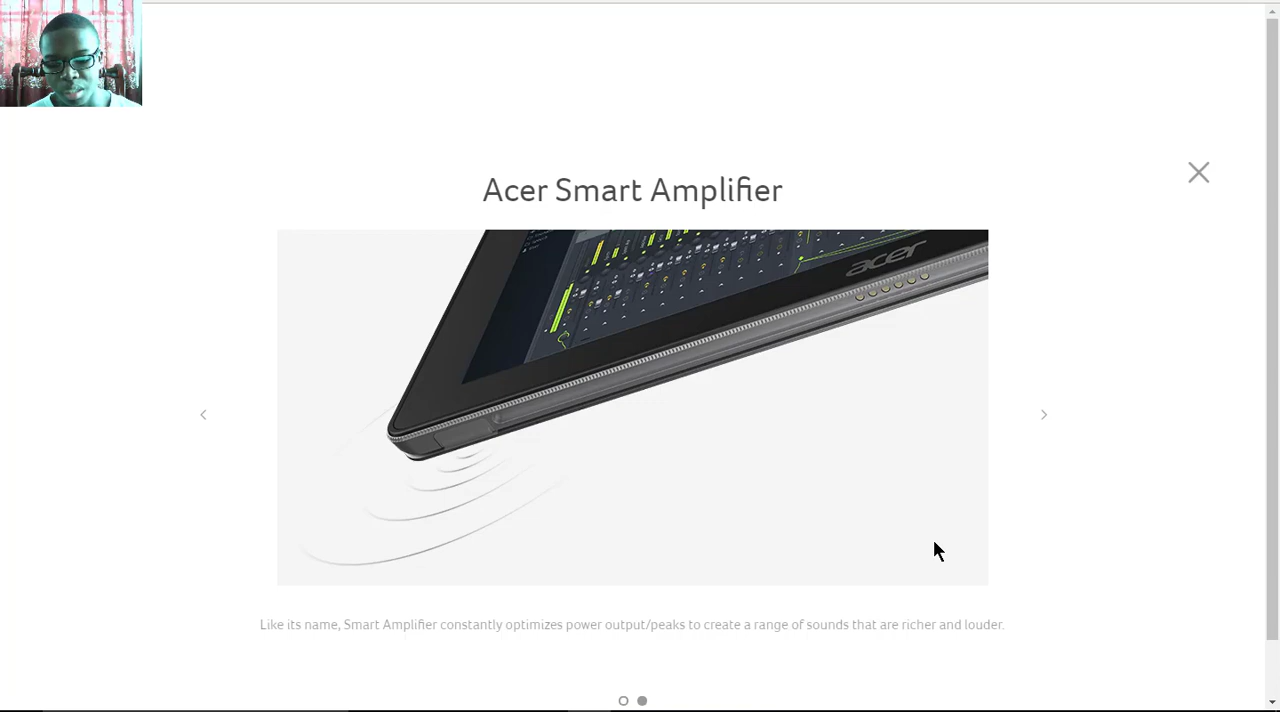 Acer Smart Amplifier
acer
Like its name, Smart Amplifier constantly optimizes power output/peaks to create a range of sounds that are richer and louder.